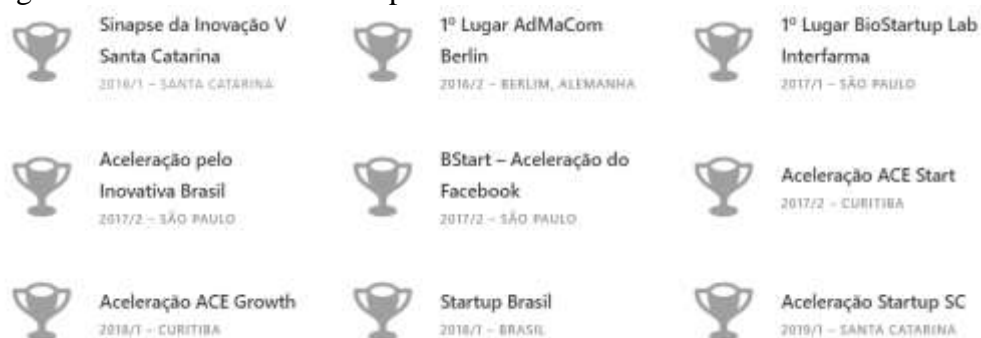 Sinapse da Inovação V
Santa Catarina
2016/1 – SANTA CATARINA
1º Lugar AdMaCom
Berlin
2016/2 – BERLIM, ALEMANHA
1º Lugar BioStartup Lab
Interfarma
2017/1 – SÃO PAULO
Aceleração pelo
Inovativa Brasil
2017/2 – SÃO PAULO
BStart – Aceleração do
Facebook
2017/2 – SÃO PAULO
Aceleração ACE Start
2017/2 – CURITIBA
Aceleração ACE Growth
2018/1 – CURITIBA
Startup Brasil
2018/1 – BRASIL
Aceleração Startup SC
2019/1 – SANTA CATARINA